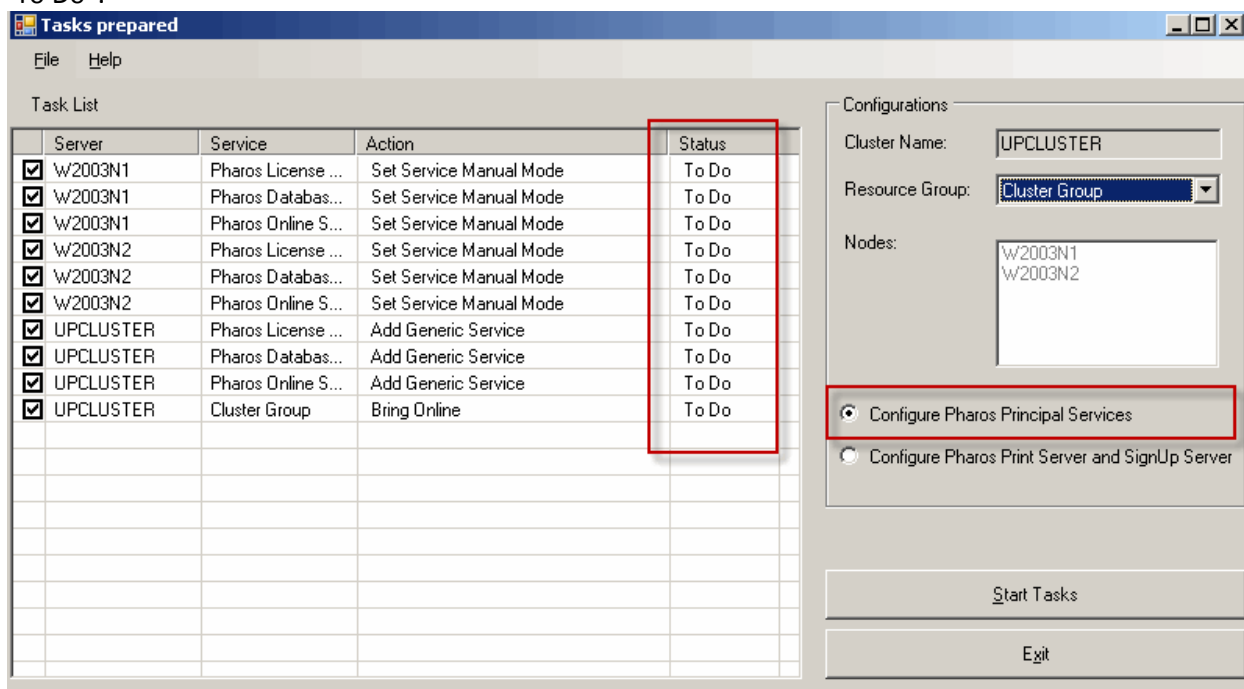 To Do".
Tasks prepared
File Help
Task List
Server Service Action Status
W2003N1 Pharos License ... Set Service Manual Mode To Do
W2003N1 Pharos Databas... Set Service Manual Mode To Do
W2003N1 Pharos Online S... Set Service Manual Mode To Do
W2003N2 Pharos License ... Set Service Manual Mode To Do
W2003N2 Pharos Databas... Set Service Manual Mode To Do
W2003N2 Pharos Online S... Set Service Manual Mode To Do
UPCLUSTER Pharos License ... Add Generic Service To Do
UPCLUSTER Pharos Databas... Add Generic Service To Do
UPCLUSTER Pharos Online S... Add Generic Service To Do
UPCLUSTER Cluster Group Bring Online To Do
Configurations
Cluster Name: UPCLUSTER
Resource Group: Cluster Group
Nodes: W2003N1
W2003N2
Configure Pharos Principal Services
Configure Pharos Print Server and SignUp Server
Start Tasks
Exit